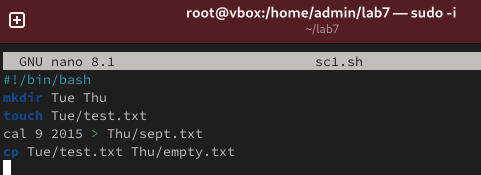 root@vbox:/home/admin/lab7 — sudo -i
~/lab7
GNU nano 8.1 sc1.sh
#!/bin/bash
mkdir Tue Thu
touch Tue/test.txt
cal 9 2015 > Thu/sept.txt
cp Tue/test.txt Thu/empty.txt